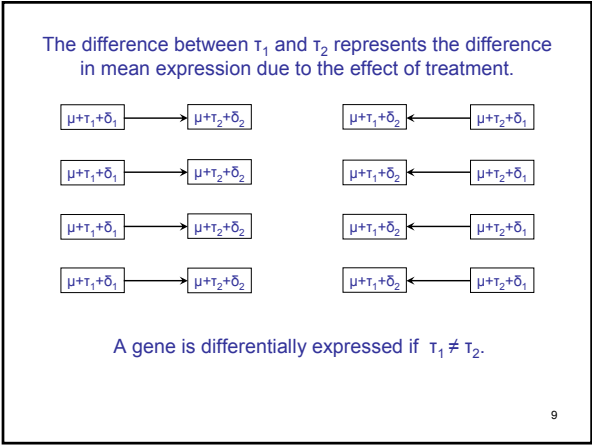 The difference between τ₁ and τ₂ represents the difference
in mean expression due to the effect of treatment.
μ+τ₁+δ₁ μ+τ₂+δ₂ μ+τ₁+δ₂ μ+τ₂+δ₁
μ+τ₁+δ₁ μ+τ₂+δ₂ μ+τ₁+δ₂ μ+τ₂+δ₁
μ+τ₁+δ₁ μ+τ₂+δ₂ μ+τ₁+δ₂ μ+τ₂+δ₁
μ+τ₁+δ₁ μ+τ₂+δ₂ μ+τ₁+δ₂ μ+τ₂+δ₁
A gene is differentially expressed if τ₁ ≠ τ₂.
9